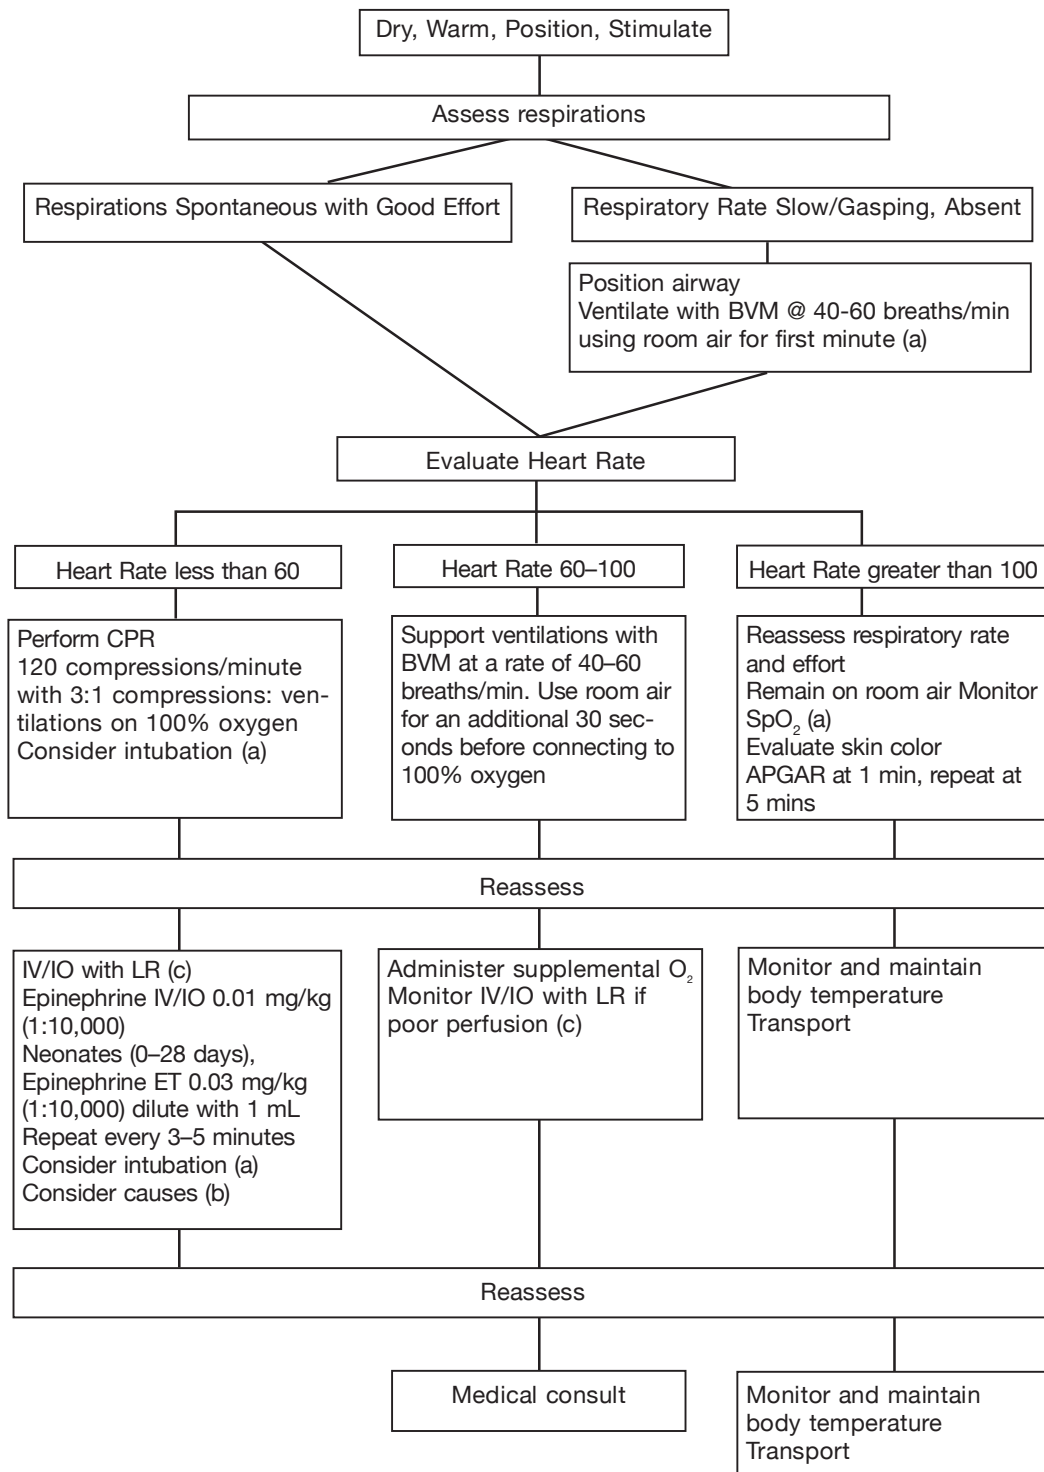 Dry, Warm, Position, Stimulate
Assess respirations
Respirations Spontaneous with Good Effort
Respiratory Rate Slow/Gasping, Absent
Position airway
Ventilate with BVM @ 40-60 breaths/min
using room air for first minute (a)
Evaluate Heart Rate
Heart Rate less than 60
Heart Rate 60–100
Heart Rate greater than 100
Perform CPR
120 compressions/minute
with 3:1 compressions: ven-
tilations on 100% oxygen
Consider intubation (a)
Support ventilations with
BVM at a rate of 40–60
breaths/min. Use room air
for an additional 30 sec-
onds before connecting to
100% oxygen
Reassess respiratory rate
and effort
Remain on room air Monitor
SpO₂ (a)
Evaluate skin color
APGAR at 1 min, repeat at
5 mins
Reassess
IV/IO with LR (c)
Epinephrine IV/IO 0.01 mg/kg
(1:10,000)
Neonates (0–28 days),
Epinephrine ET 0.03 mg/kg
(1:10,000) dilute with 1 mL
Repeat every 3–5 minutes
Consider intubation (a)
Consider causes (b)
Administer supplemental O₂
Monitor IV/IO with LR if
poor perfusion (c)
Monitor and maintain
body temperature
Transport
Reassess
Medical consult
Monitor and maintain
body temperature
Transport